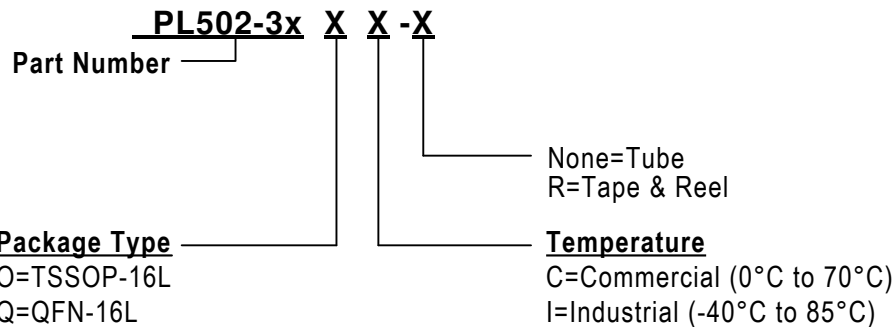 PL502-3x X X -X
Part Number
None=Tube
R=Tape & Reel
Package Type
O=TSSOP-16L
Q=QFN-16L
Temperature
C=Commercial (0°C to 70°C)
I=Industrial (-40°C to 85°C)